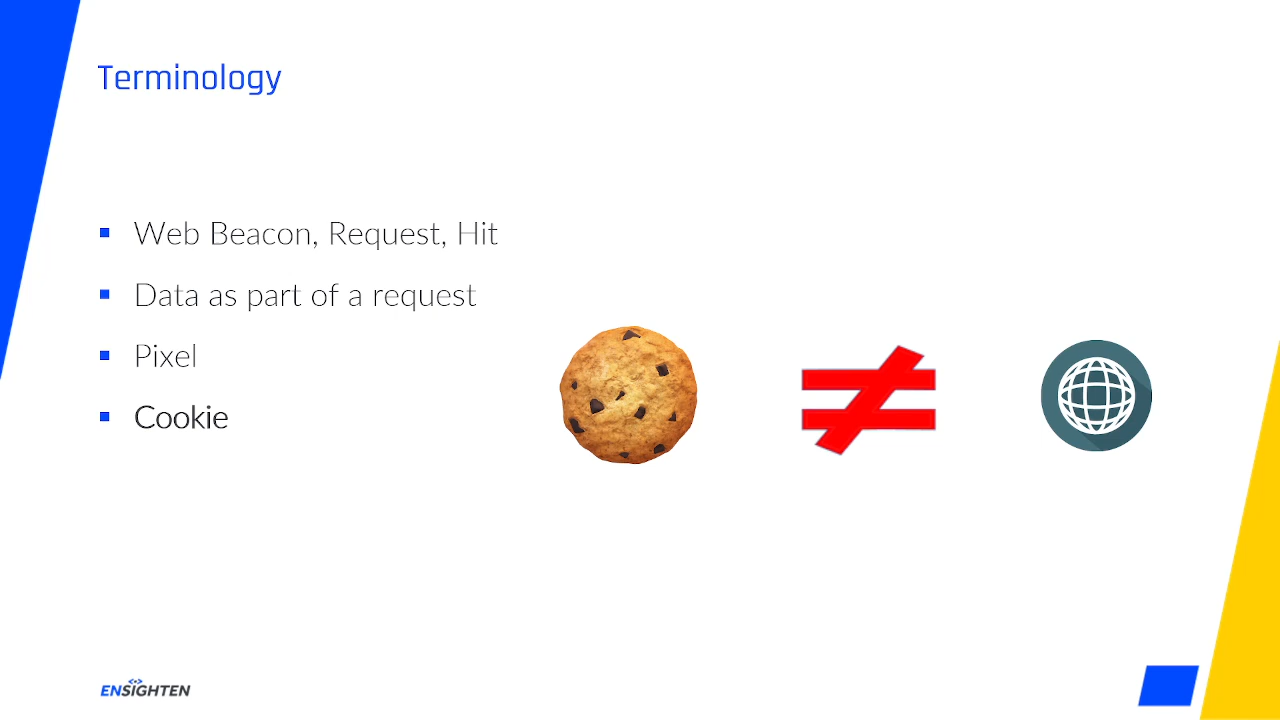 Terminology
Web Beacon, Request, Hit
Data as part of a request
Pixel
Cookie
ENSIGHTEN